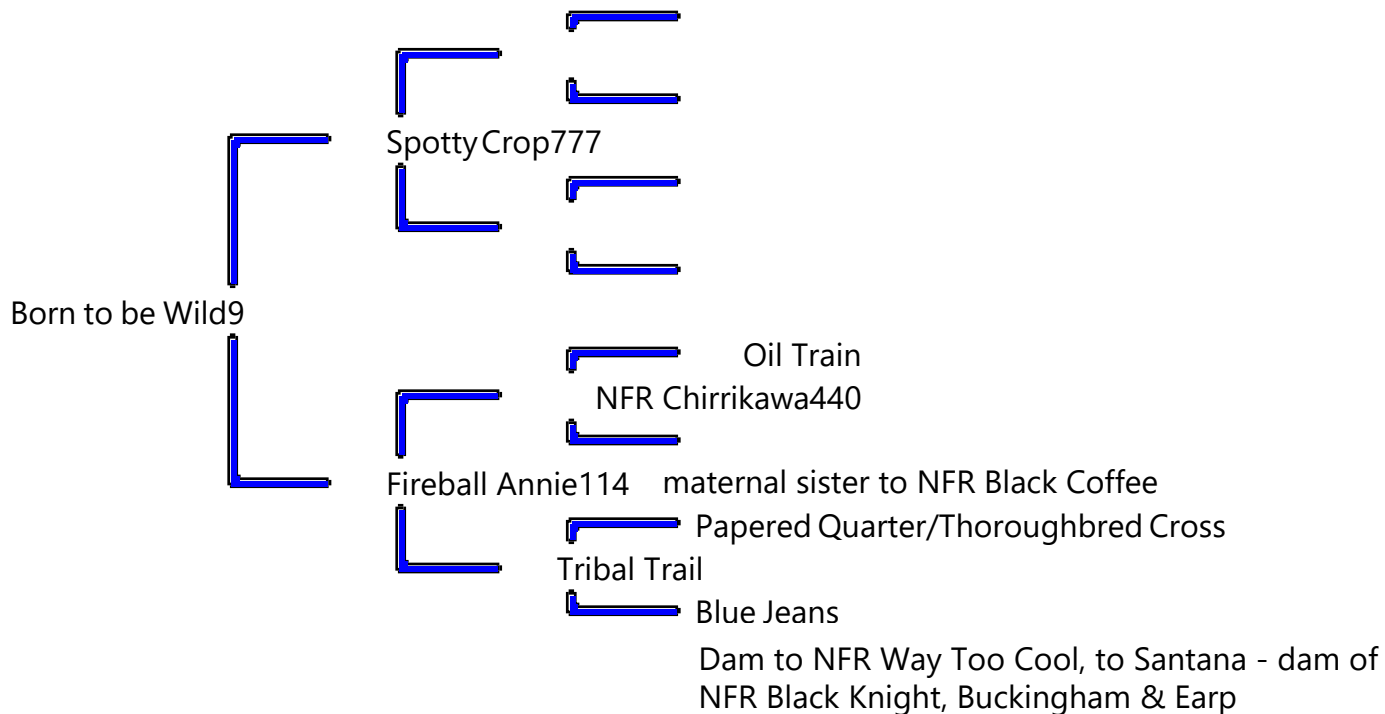 Spotty Crop777
Born to be Wild9
Oil Train
NFR Chirrikawa440
Fireball Annie114 maternal sister to NFR Black Coffee
Papered Quarter/Thoroughbred Cross
Tribal Trail
Blue Jeans
Dam to NFR Way Too Cool, to Santana - dam of
NFR Black Knight, Buckingham & Earp